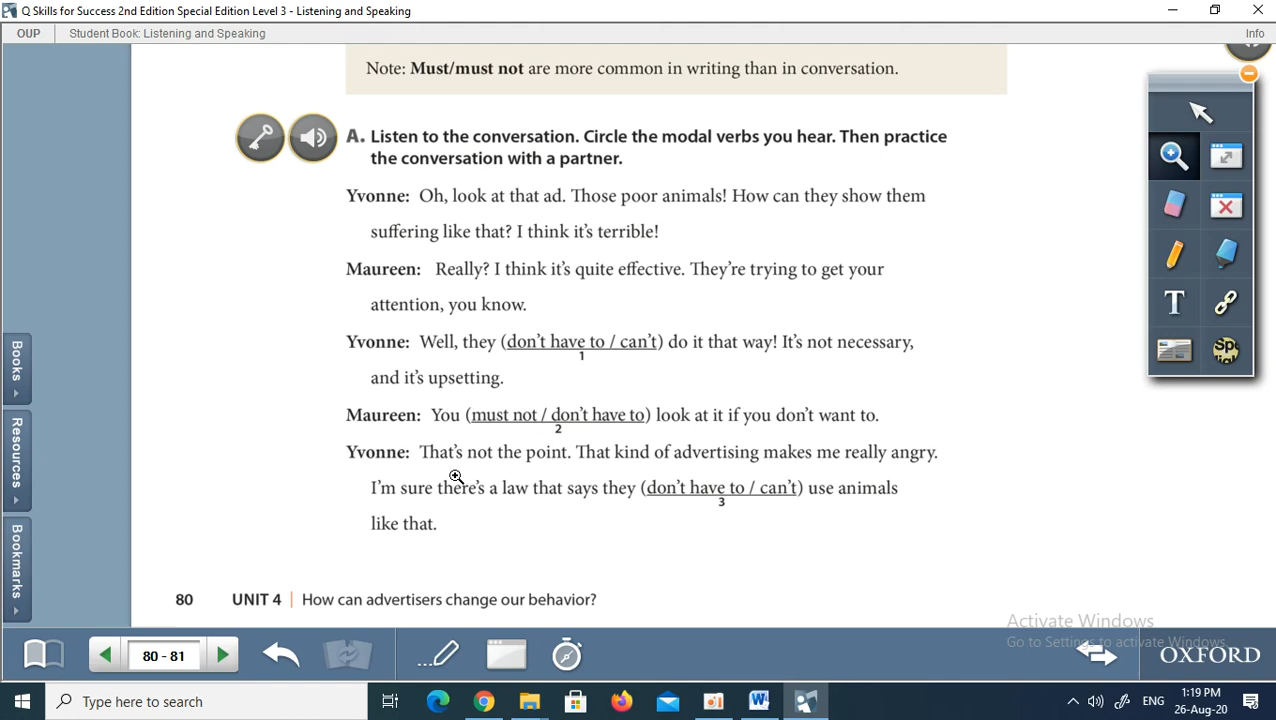 Q Skills for Success 2nd Edition Special Edition Level 3 - Listening and Speaking
OUP Student Book: Listening and Speaking Info
Note: Must/must not are more common in writing than in conversation.
A. Listen to the conversation. Circle the modal verbs you hear. Then practice
the conversation with a partner.
Yvonne: Oh, look at that ad. Those poor animals! How can they show them
suffering like that? I think it's terrible!
Maureen: Really? I think it's quite effective. They're trying to get your
attention, you know.
Yvonne: Well, they (don't have to / can't) do it that way! It's not necessary,
1
and it's upsetting.
Maureen: You (must not / don't have to) look at it if you don't want to.
2
Yvonne: That's not the point. That kind of advertising makes me really angry.
I'm sure there's a law that says they (don't have to / can't) use animals
3
like that.
80 UNIT 4 | How can advertisers change our behavior?
Books
Resources
Bookmarks
T
Activate Windows
Go to Settings to activate Windows.
80 - 81
OXFORD
Type here to search
ENG
1:19 PM
26-Aug-20